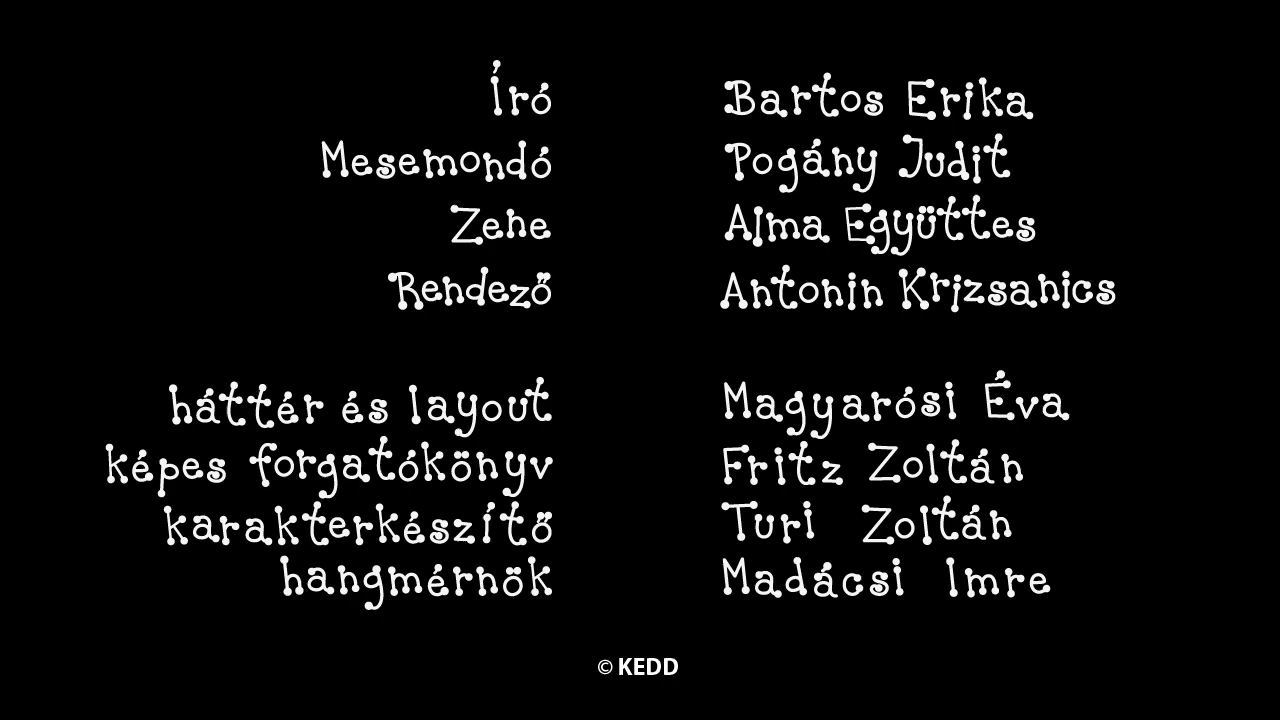 Író Bartos Erika
Mesemondó Pogány Judit
Zene Alma Együttes
Rendező Antonin Krizsanics
háttér és layout Magyarósi Éva
képes forgatókönyv Fritz Zoltán
karakterkészítő Turi Zoltán
hangmérnök Madácsi Imre
© KEDD